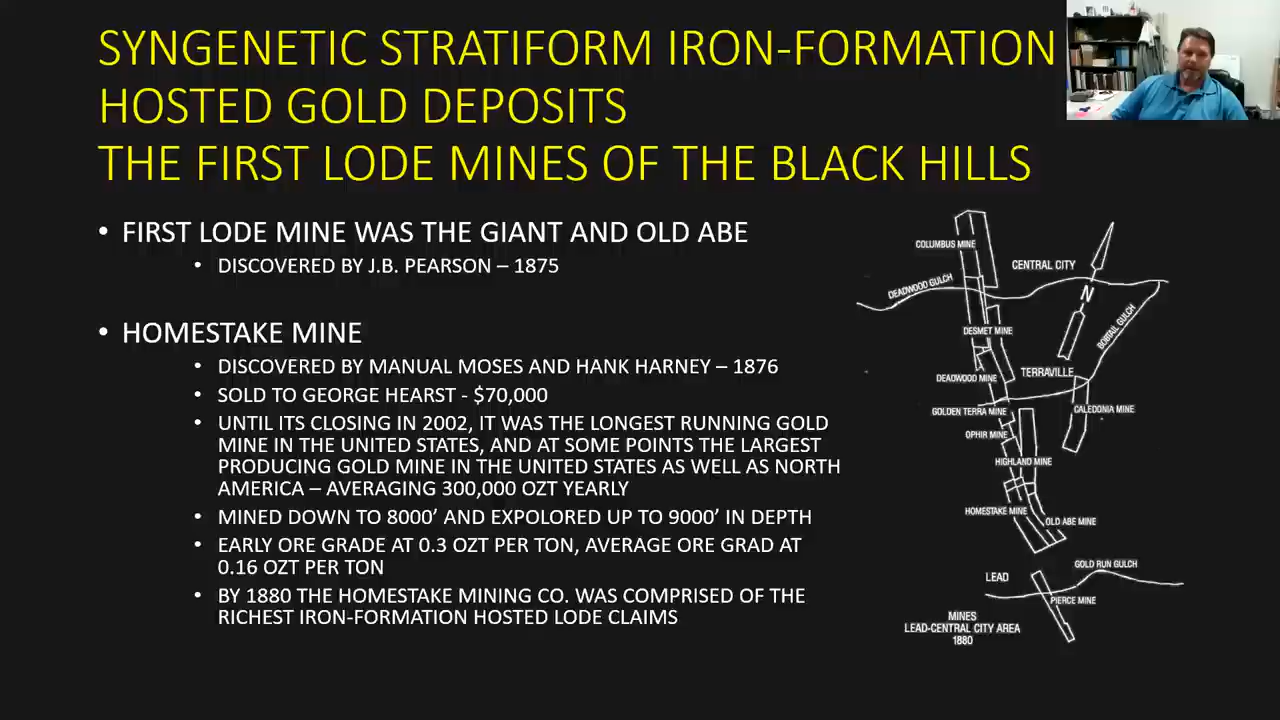 SYNGENETIC STRATIFORM IRON-FORMATION
HOSTED GOLD DEPOSITS
THE FIRST LODE MINES OF THE BLACK HILLS
• FIRST LODE MINE WAS THE GIANT AND OLD ABE
• DISCOVERED BY J.B. PEARSON – 1875
• HOMESTAKE MINE
• DISCOVERED BY MANUAL MOSES AND HANK HARNEY – 1876
• SOLD TO GEORGE HEARST - $70,000
• UNTIL ITS CLOSING IN 2002, IT WAS THE LONGEST RUNNING GOLD
MINE IN THE UNITED STATES, AND AT SOME POINTS THE LARGEST
PRODUCING GOLD MINE IN THE UNITED STATES AS WELL AS NORTH
AMERICA – AVERAGING 300,000 OZT YEARLY
• MINED DOWN TO 8000’ AND EXPOLORED UP TO 9000’ IN DEPTH
• EARLY ORE GRADE AT 0.3 OZT PER TON, AVERAGE ORE GRAD AT
0.16 OZT PER TON
• BY 1880 THE HOMESTAKE MINING CO. WAS COMPRISED OF THE
RICHEST IRON-FORMATION HOSTED LODE CLAIMS
COLUMBUS MINE
CENTRAL CITY
DEADWOOD GULCH
N
BOBTAIL GULCH
DESMET MINE
TERRAVILLE
DEADWOOD MINE
GOLDEN TERRA MINE
CALEDONIA MINE
OPHIR MINE
HIGHLAND MINE
HOMESTAKE MINE
OLD ABE MINE
GOLD RUN GULCH
LEAD
PIERCE MINE
MINES
LEAD-CENTRAL CITY AREA
1880